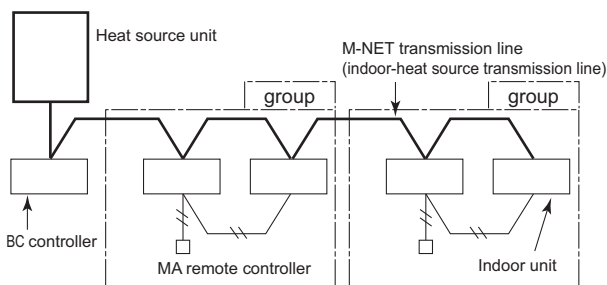 Heat source unit
M-NET transmission line
(indoor-heat source transmission line)
group
group
BC controller
MA remote controller
Indoor unit